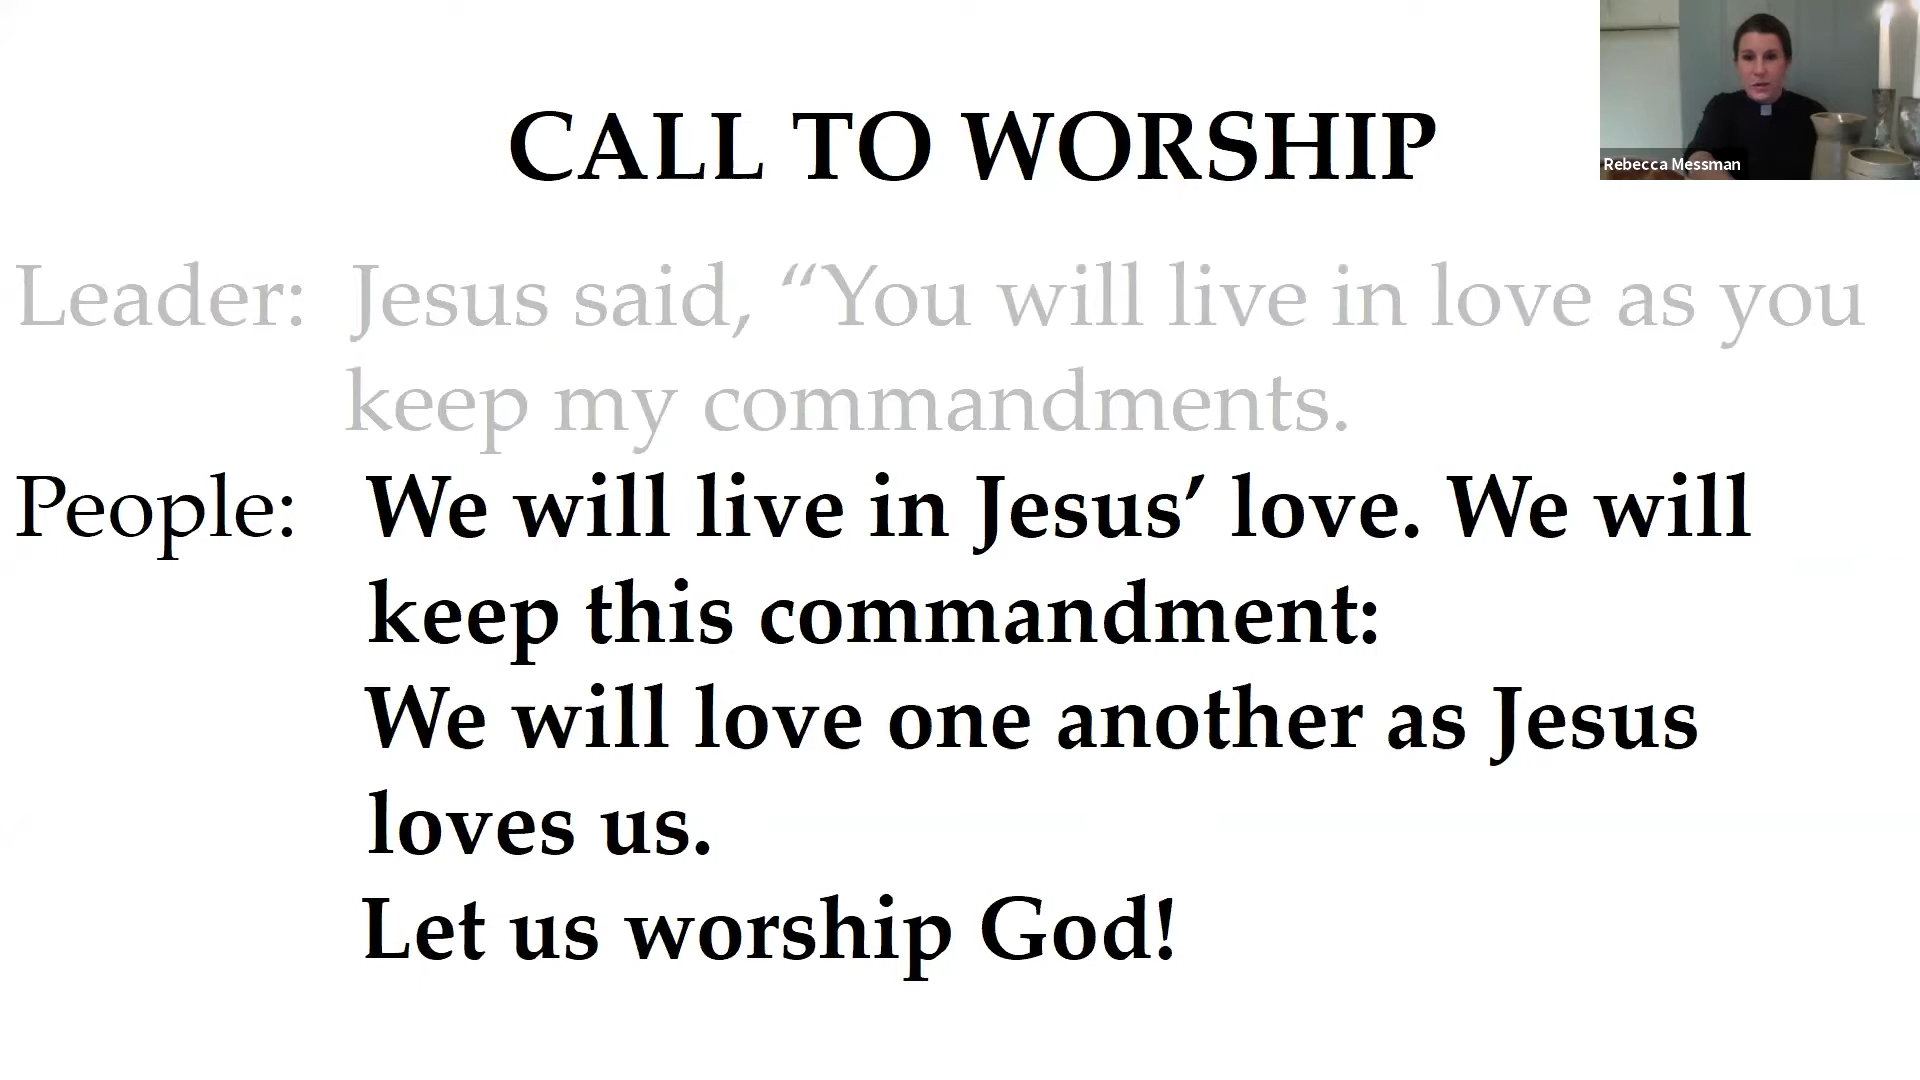 CALL TO WORSHIP
Rebecca Messman
Leader: Jesus said, “You will live in love as you
keep my commandments.
People: We will live in Jesus’ love. We will
keep this commandment:
We will love one another as Jesus
loves us.
Let us worship God!